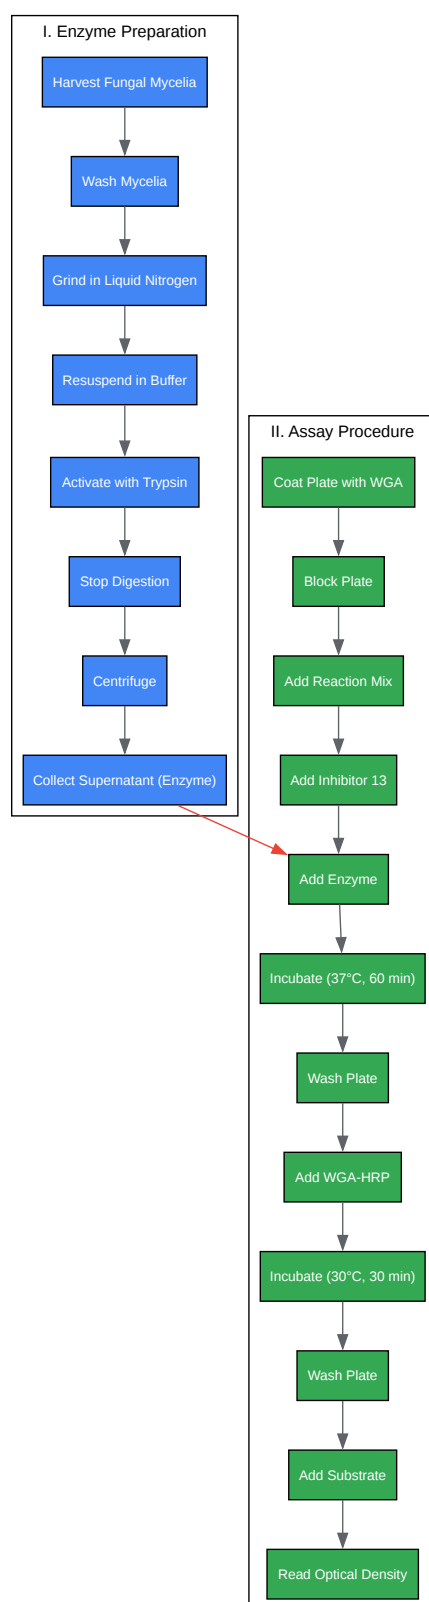 I. Enzyme Preparation
Harvest Fungal Mycelia
Wash Mycelia
Grind in Liquid Nitrogen
Resuspend in Buffer
Activate with Trypsin
Stop Digestion
Centrifuge
Collect Supernatant (Enzyme)
II. Assay Procedure
Coat Plate with WGA
Block Plate
Add Reaction Mix
Add Inhibitor 13
Add Enzyme
Incubate (37°C, 60 min)
Wash Plate
Add WGA-HRP
Incubate (30°C, 30 min)
Wash Plate
Add Substrate
Read Optical Density